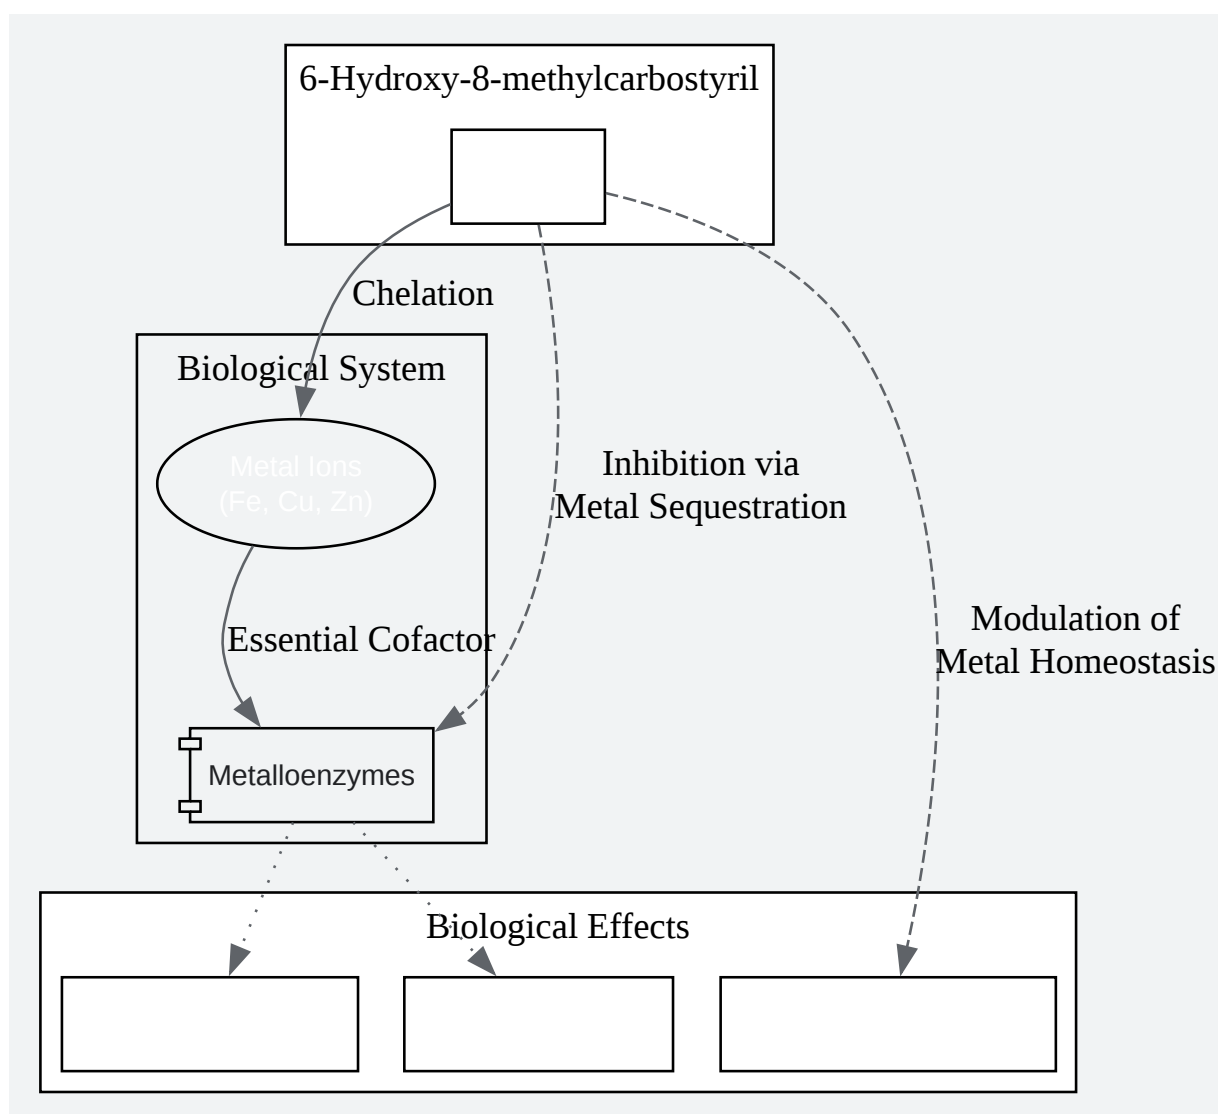 6-Hydroxy-8-methylcarbostyril
Chelation
Biological System
Metal Ions
(Fe, Cu, Zn)
Inhibition via
Metal Sequestration
Essential Cofactor
Modulation of
Metal Homeostasis
Metalloenzymes
Biological Effects